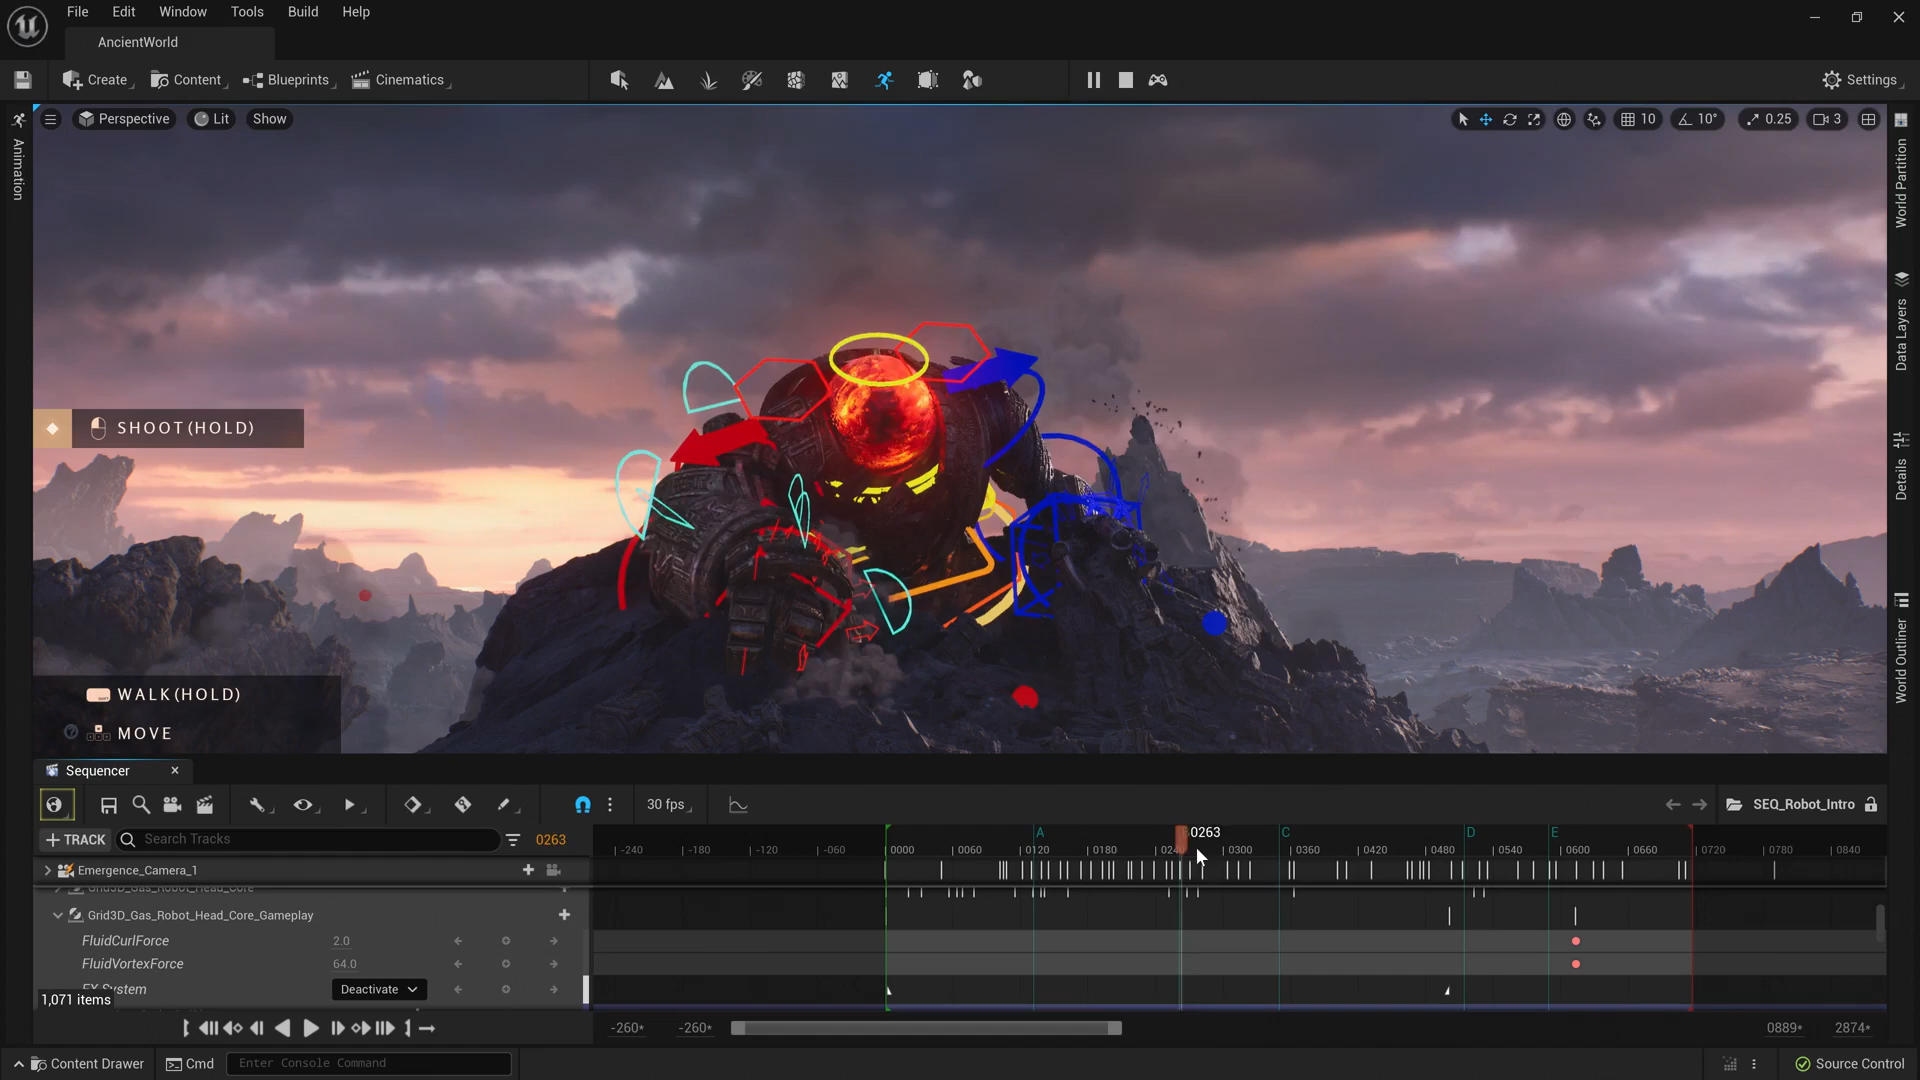 File Edit Window Tools Build Help
AncientWorld
Create Content Blueprints Cinematics Settings
Perspective Lit Show 10 10° 0.25 3
Animation
World Partition
Data Layers
Details
World Outliner
SHOOT(HOLD)
WALK(HOLD)
MOVE
Sequencer
30 fps SEQ_Robot_Intro
TRACK Search Tracks 0263
A 0263 C D E
-240 -180 -120 -060 0000 0060 0120 0180 0240 0300 0360 0420 0480 0540 0600 0660 0720 0780 0840
Emergence_Camera_1
Grid3D_Gas_Robot_Head_Core
Grid3D_Gas_Robot_Head_Core_Gameplay
FluidCurlForce 2.0
FluidVortexForce 64.0
FX System Deactivate
1,071 items
-260* -260* 0889* 2874*
Content Drawer Cmd Enter Console Command Source Control